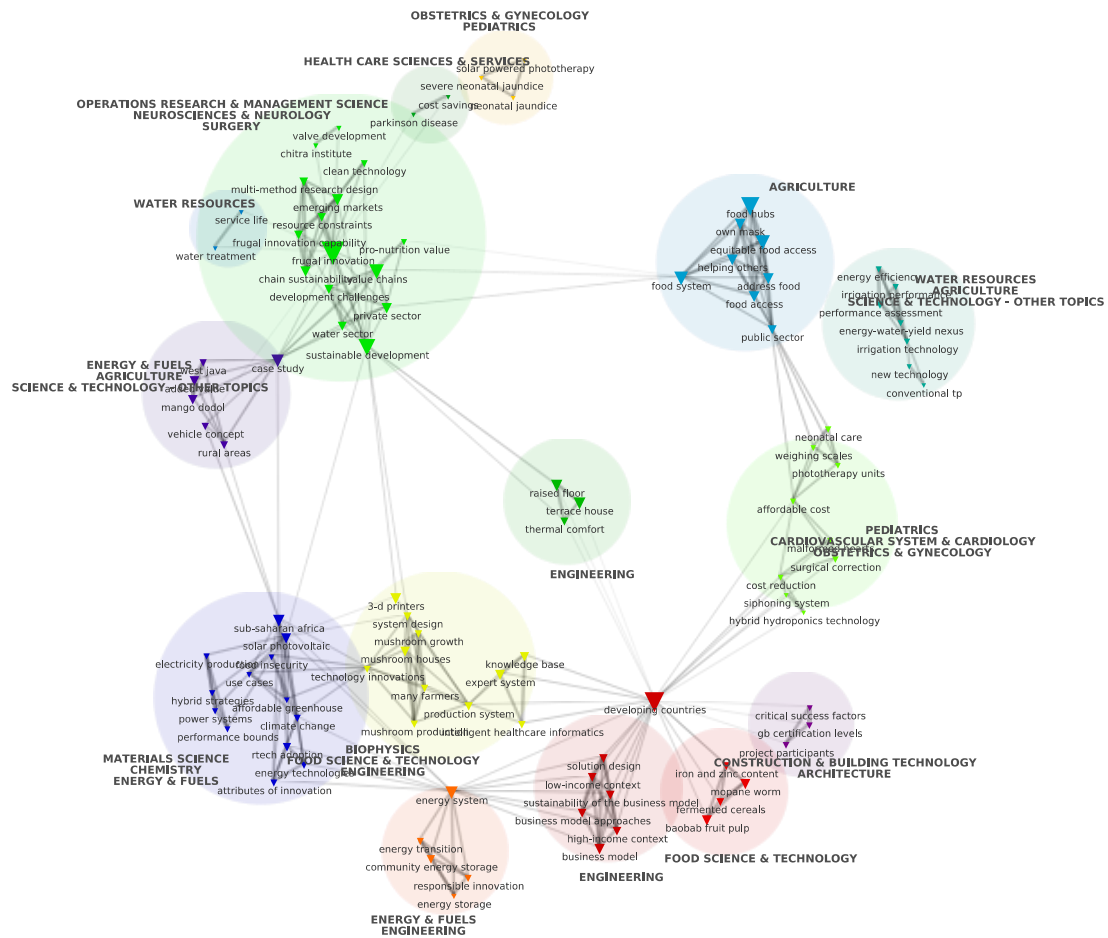 OBSTETRICS & GYNECOLOGY
PEDIATRICS
solar powered phototherapy
severe neonatal jaundice
neonatal jaundice
HEALTH CARE SCIENCES & SERVICES
cost savings
parkinson disease
OPERATIONS RESEARCH & MANAGEMENT SCIENCE
NEUROSCIENCES & NEUROLOGY
SURGERY
valve development
chitra institute
clean technology
multi-method research design
emerging markets
resource constraints
frugal innovation capability
pro-nutrition value
frugal innovation
chain sustainability
value chains
development challenges
private sector
water sector
sustainable development
WATER RESOURCES
service life
water treatment
AGRICULTURE
food hubs
own mask
equitable food access
helping others
food system
address food
food access
public sector
WATER RESOURCES
AGRICULTURE
SCIENCE & TECHNOLOGY - OTHER TOPICS
energy efficiency
irrigation performance
performance assessment
energy-water-yield nexus
irrigation technology
new technology
conventional tp
ENERGY & FUELS
AGRICULTURE
SCIENCE & TECHNOLOGY - OTHER TOPICS
case study
west java
added value
mango dodol
vehicle concept
rural areas
neonatal care
weighing scales
phototherapy units
affordable cost
PEDIATRICS
CARDIOVASCULAR SYSTEM & CARDIOLOGY
OBSTETRICS & GYNECOLOGY
malformed hearts
surgical correction
cost reduction
siphoning system
hybrid hydroponics technology
raised floor
terrace house
thermal comfort
ENGINEERING
sub-saharan africa
solar photovoltaic
electricity production
food insecurity
use cases
hybrid strategies
affordable greenhouse
power systems
climate change
performance bounds
rtech adoption
energy technologies
attributes of innovation
MATERIALS SCIENCE
CHEMISTRY
ENERGY & FUELS
3-d printers
system design
mushroom growth
mushroom houses
technology innovations
knowledge base
expert system
many farmers
production system
mushroom production
intelligent healthcare informatics
BIOPHYSICS
FOOD SCIENCE & TECHNOLOGY
ENGINEERING
developing countries
critical success factors
gb certification levels
project participants
CONSTRUCTION & BUILDING TECHNOLOGY
ARCHITECTURE
solution design
low-income context
sustainability of the business model
business model approaches
high-income context
business model
ENGINEERING
iron and zinc content
mopane worm
fermented cereals
baobab fruit pulp
FOOD SCIENCE & TECHNOLOGY
energy system
energy transition
community energy storage
responsible innovation
energy storage
ENERGY & FUELS
ENGINEERING